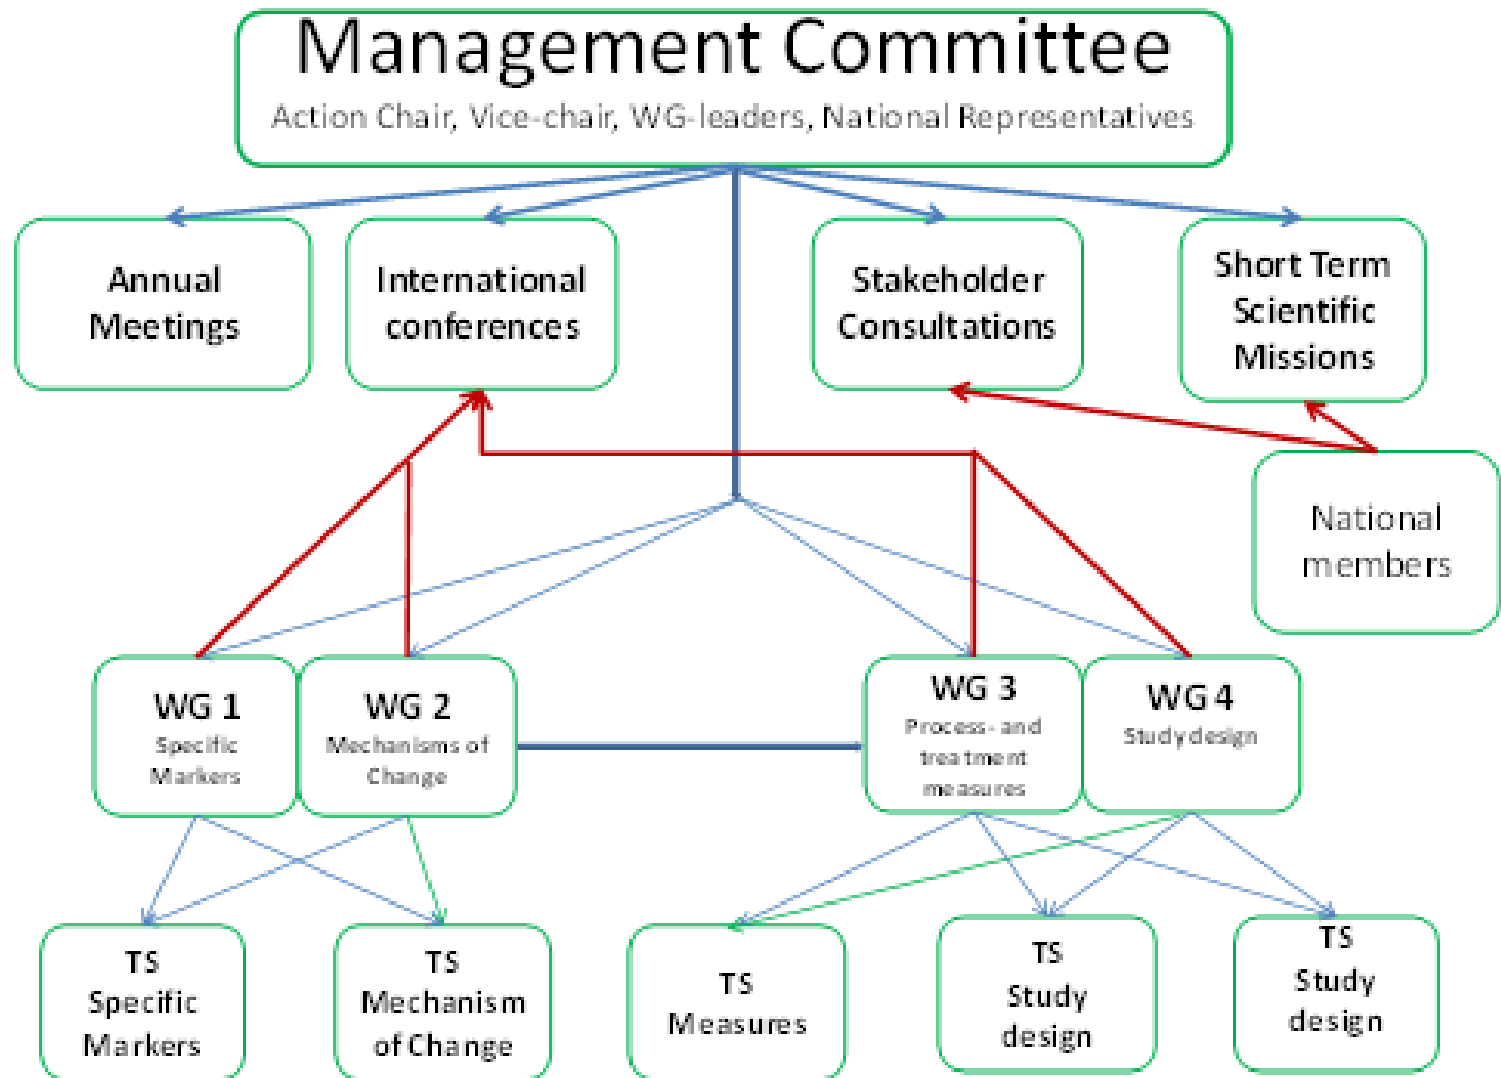 Management Committee
Action Chair, Vice-chair, WG-leaders, National Representatives
Annual
Meetings
International
conferences
Stakeholder
Consultations
Short Term
Scientific
Missions
National
members
WG 1
Specific
Markers
WG 2
Mechanisms of
Change
WG 3
Process- and
treatment
measures
WG 4
Study design
TS
Specific
Markers
TS
Mechanism
of Change
TS
Measures
TS
Study
design
TS
Study
design